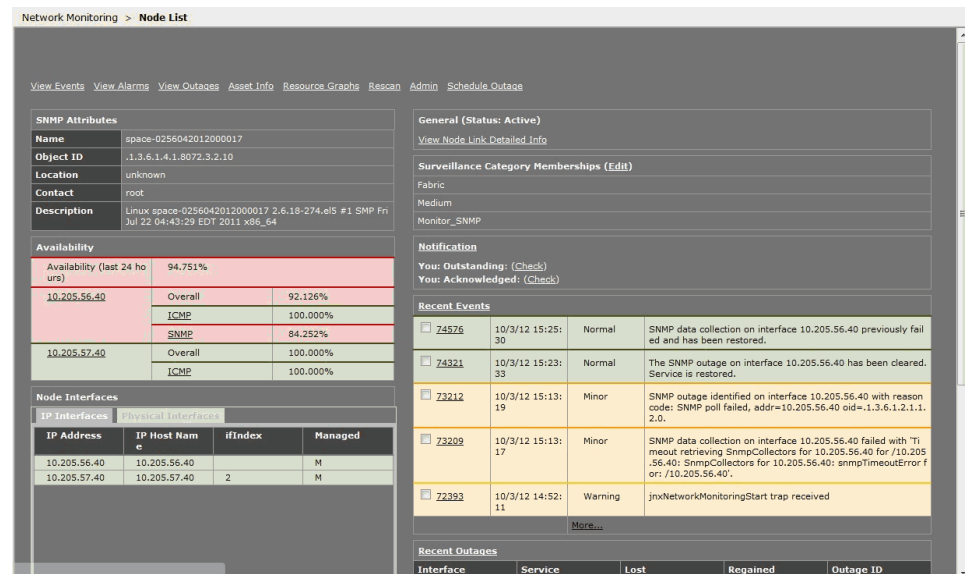 Network Monitoring > Node List
View Events View Alarms View Outages Asset Info Resource Graphs Rescan Admin Schedule Outage
SNMP Attributes
Name space-0256042012000017
Object ID .1.3.6.1.4.1.8072.3.2.10
Location unknown
Contact root
Description Linux space-0256042012000017 2.6.18-274.el5 #1 SMP Fri
Jul 22 04:43:29 EDT 2011 x86_64
Availability
Availability (last 24 ho 94.751%
urs)
10.205.56.40 Overall 92.126%
ICMP 100.000%
SNMP 84.252%
10.205.57.40 Overall 100.000%
ICMP 100.000%
Node Interfaces
IP Interfaces Physical Interfaces
IP Address IP Host Nam ifIndex Managed
e
10.205.56.40 10.205.56.40 M
10.205.57.40 10.205.57.40 2 M
General (Status: Active)
View Node Link Detailed Info
Surveillance Category Memberships (Edit)
Fabric
Medium
Monitor_SNMP
Notification
You: Outstanding: (Check)
You: Acknowledged: (Check)
Recent Events
74576 10/3/12 15:25: Normal SNMP data collection on interface 10.205.56.40 previously fail
30 ed and has been restored.
74321 10/3/12 15:23: Normal The SNMP outage on interface 10.205.56.40 has been cleared.
33 Service is restored.
73212 10/3/12 15:13: Minor SNMP outage identified on interface 10.205.56.40 with reason
19 code: SNMP poll failed, addr=10.205.56.40 oid=.1.3.6.1.2.1.1.
2.0.
73209 10/3/12 15:13: Minor SNMP data collection on interface 10.205.56.40 failed with 'Ti
17 meout retrieving SnmpCollectors for 10.205.56.40 for /10.205
.56.40: SnmpCollectors for 10.205.56.40: snmpTimeoutError f
or: /10.205.56.40'.
72393 10/3/12 14:52: Warning jnxNetworkMonitoringStart trap received
11
More...
Recent Outages
Interface Service Lost Regained Outage ID